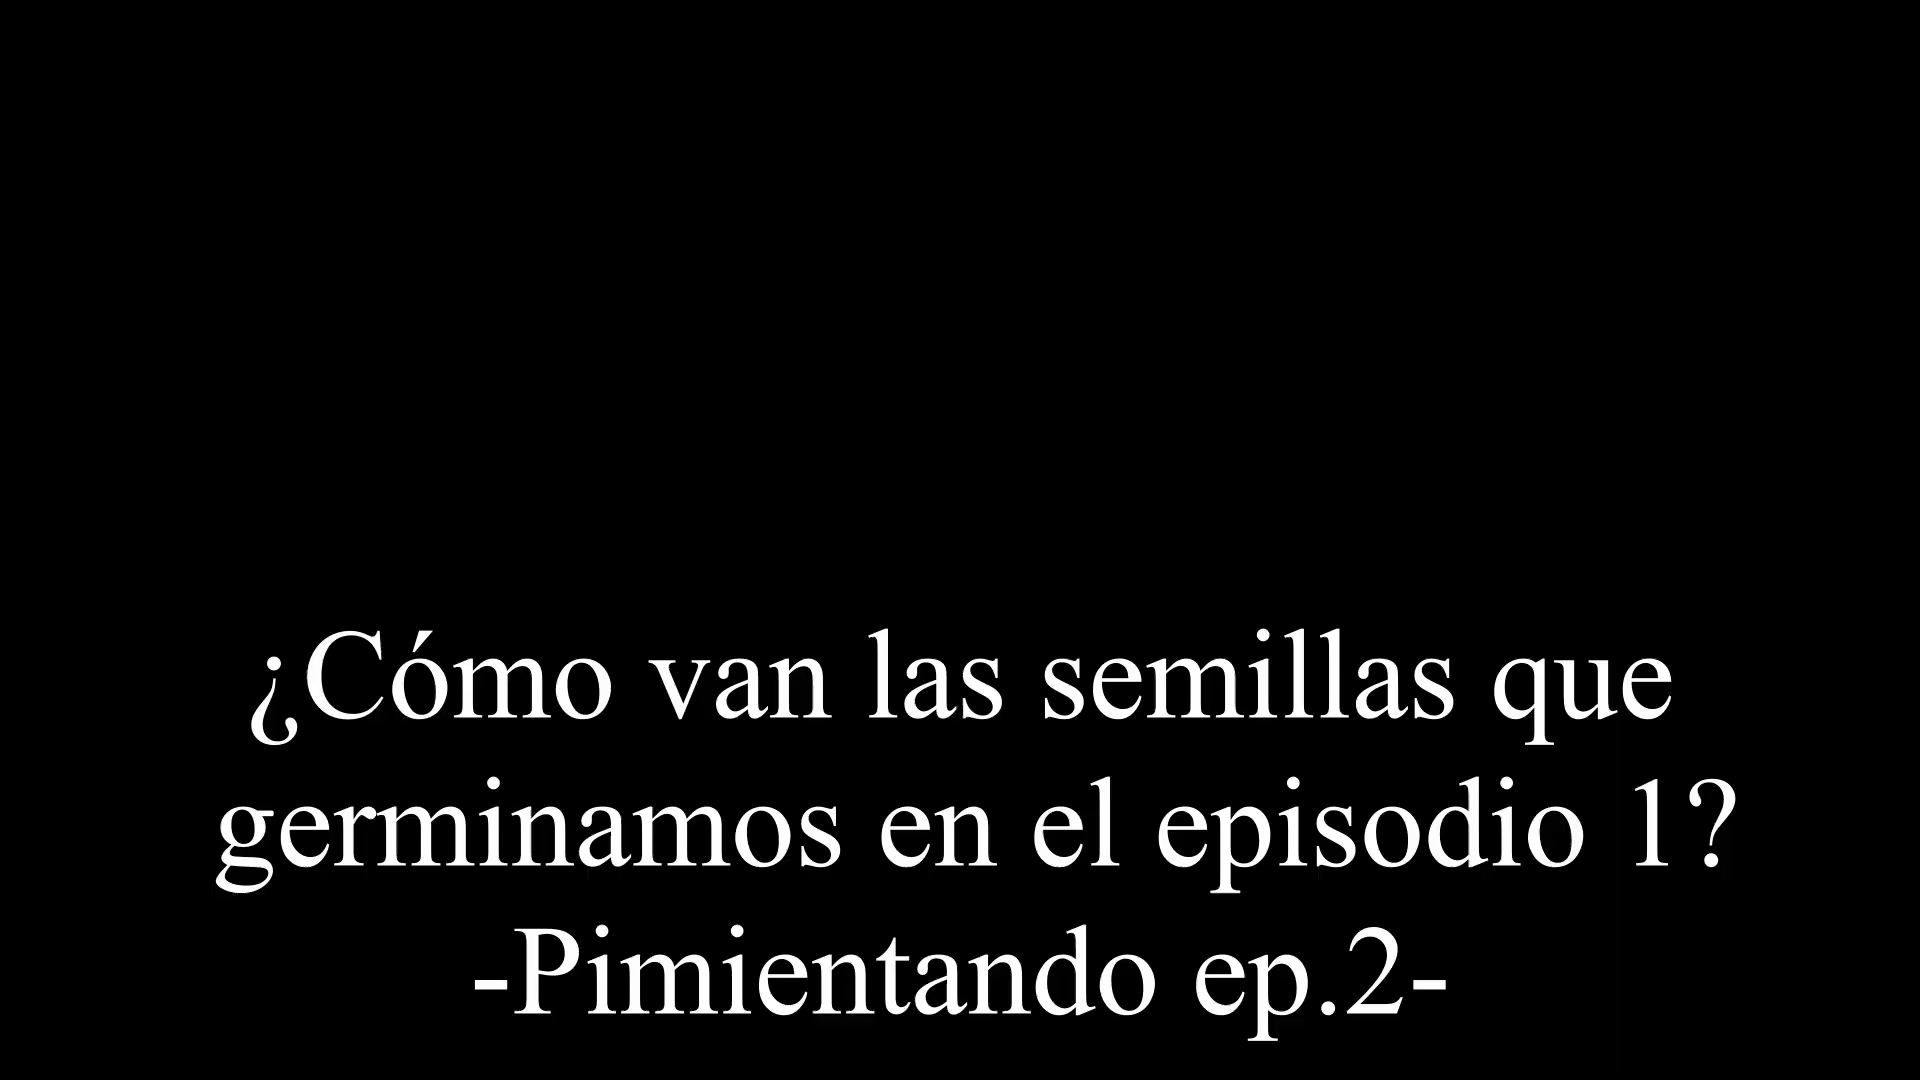 ¿Cómo van las semillas que
germinamos en el episodio 1?
-Pimientando ep.2-